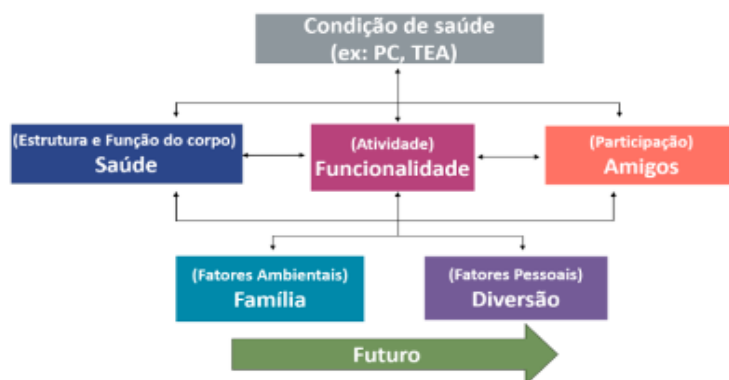 Condição de saúde
(ex: PC, TEA)
(Estrutura e Função do corpo)
Saúde
(Atividade)
Funcionalidade
(Participação)
Amigos
(Fatores Ambientais)
Família
(Fatores Pessoais)
Diversão
Futuro